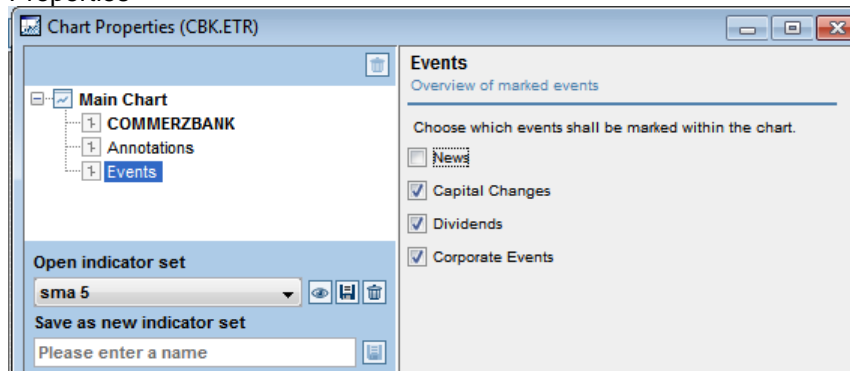 Properties
Chart Properties (CBK.ETR)
Main Chart
COMMERZBANK
Annotations
Events
Open indicator set
sma 5
Save as new indicator set
Please enter a name
Events
Overview of marked events
Choose which events shall be marked within the chart.
News
Capital Changes
Dividends
Corporate Events